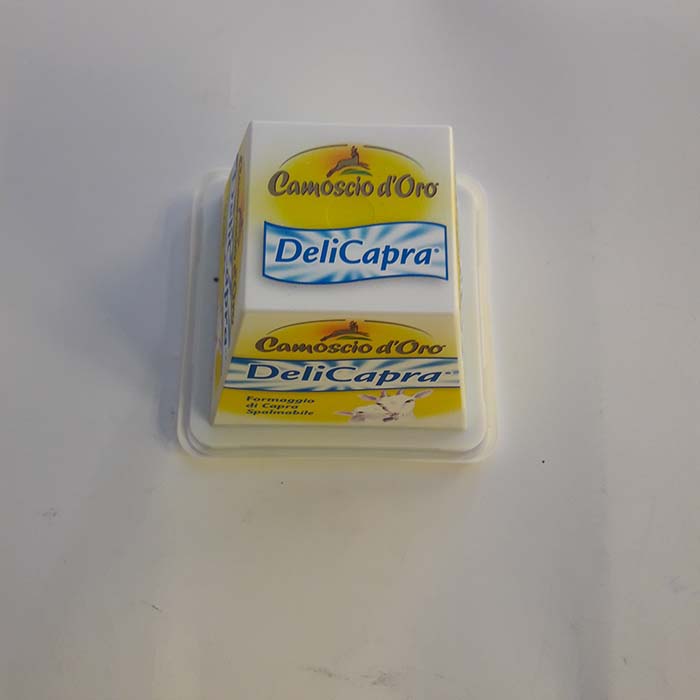 Camoscio d'Oro
DeliCapra
Camoscio d'Oro
DeliCapra
Formaggio
di Capra
Spalmabile